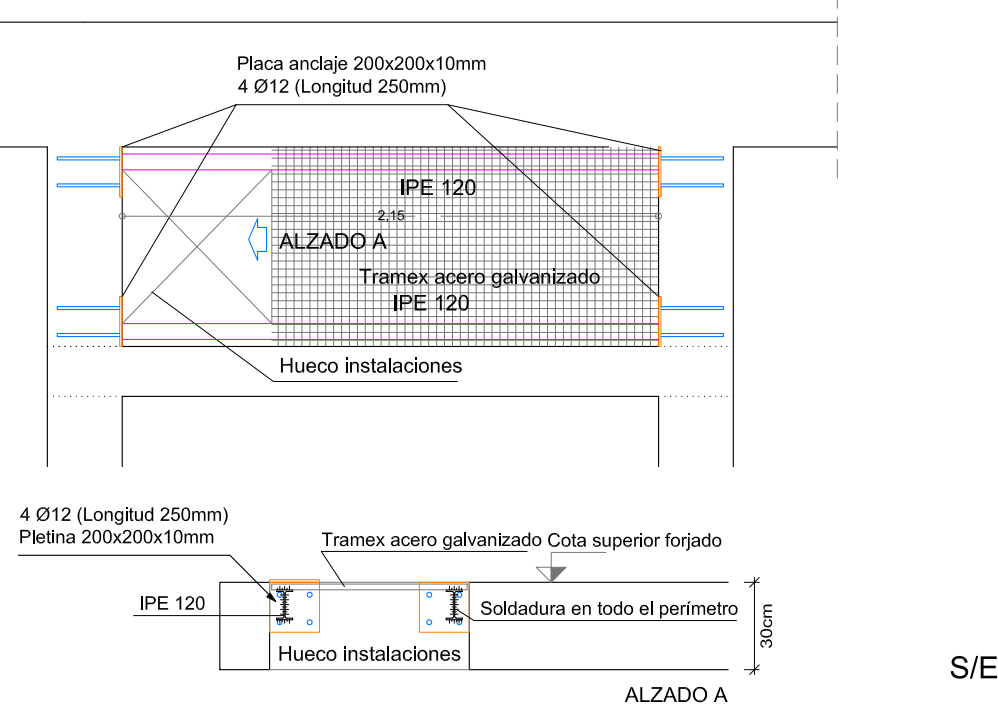 Placa anclaje 200x200x10mm
4 Ø12 (Longitud 250mm)
IPE 120
2,15
ALZADO A
Tramex acero galvanizado
IPE 120
Hueco instalaciones
4 Ø12 (Longitud 250mm)
Pletina 200x200x10mm
Tramex acero galvanizado
Cota superior forjado
IPE 120
Soldadura en todo el perímetro
30cm
Hueco instalaciones
S/E
ALZADO A